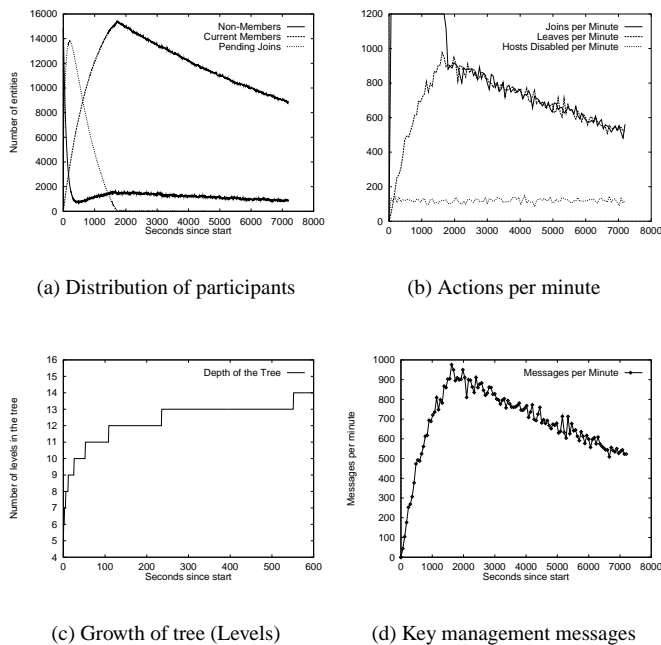 Number of entities
16000
14000
12000
10000
8000
6000
4000
2000
0
Non-Members
Current Members
Pending Joins
0 1000 2000 3000 4000 5000 6000 7000 8000
Seconds since start
(a) Distribution of participants
1200
1000
800
600
400
200
0
Joins per Minute
Leaves per Minute
Hosts Disabled per Minute
0 1000 2000 3000 4000 5000 6000 7000 8000
(b) Actions per minute
Number of levels in the tree
16
15
14
13
12
11
10
9
8
7
6
5
4
Depth of the Tree
0 100 200 300 400 500 600
Seconds since start
(c) Growth of tree (Levels)
Messages per minute
1000
900
800
700
600
500
400
300
200
100
0
Messages per Minute
0 1000 2000 3000 4000 5000 6000 7000 8000
Seconds since start
(d) Key management messages